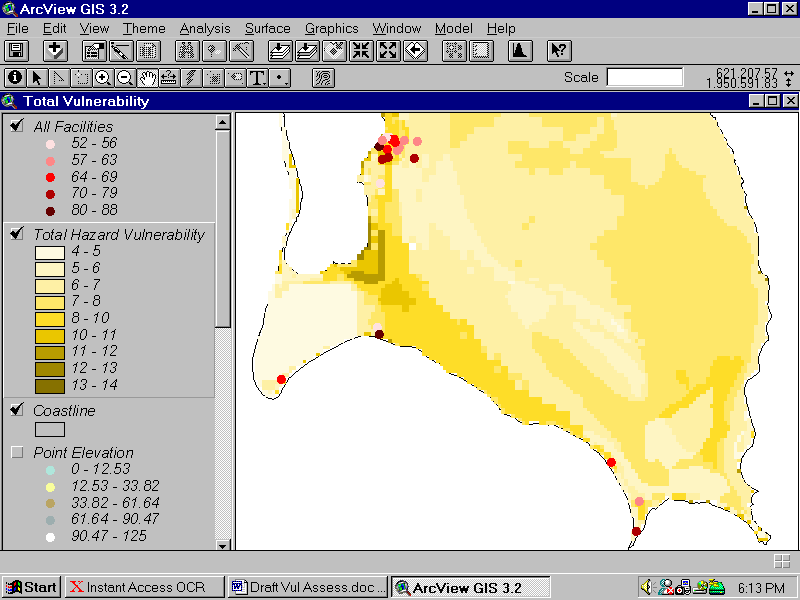 ArcView GIS 3.2
File Edit View Theme Analysis Surface Graphics Window Model Help
Scale 621,207.57
1,950,591.83
Total Vulnerability
All Facilities
52 - 56
57 - 63
64 - 69
70 - 79
80 - 88
Total Hazard Vulnerability
4 - 5
5 - 6
6 - 7
7 - 8
8 - 10
10 - 11
11 - 12
12 - 13
13 - 14
Coastline
Point Elevation
0 - 12.53
12.53 - 33.82
33.82 - 61.64
61.64 - 90.47
90.47 - 125
Start X Instant Access OCR Draft Vul Assess.doc ... ArcView GIS 3.2 6:13 PM